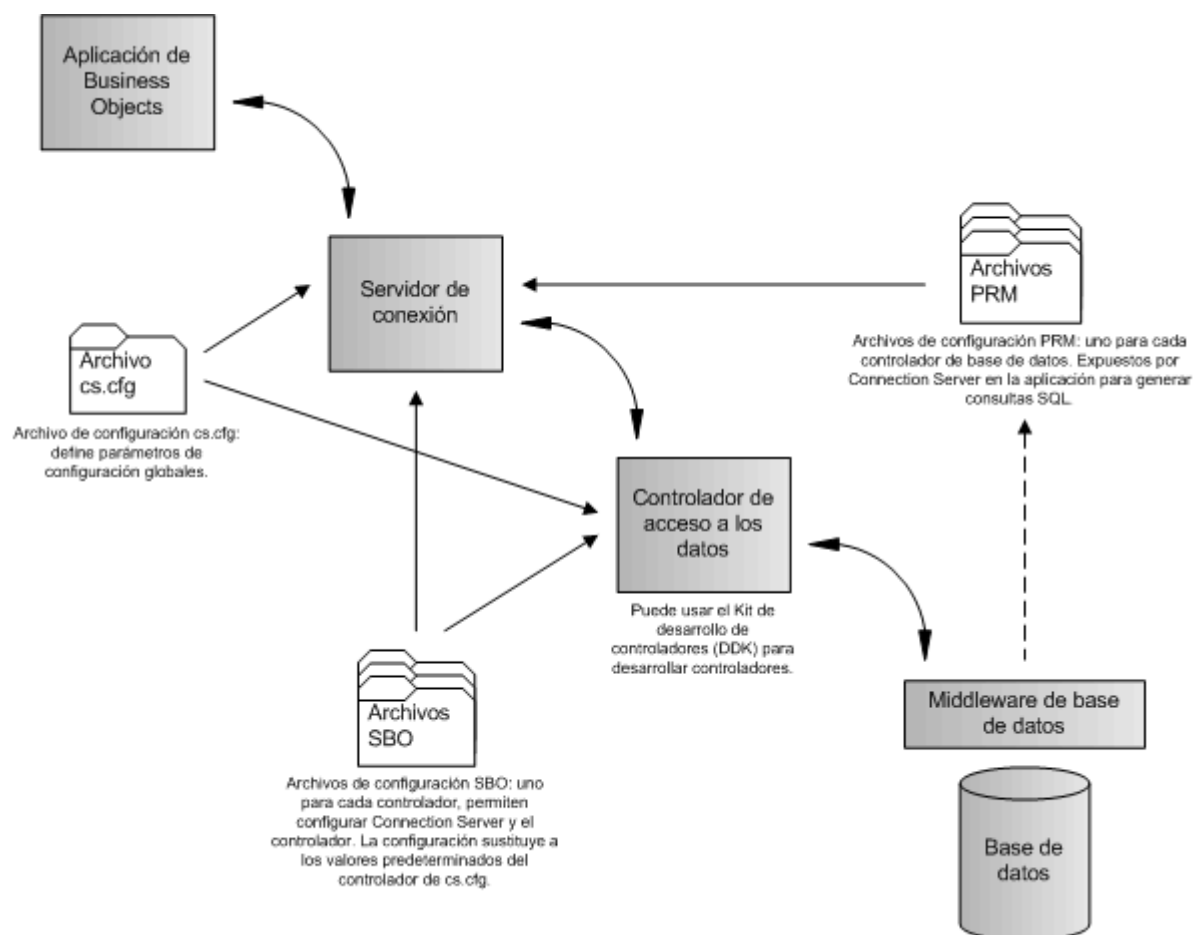 Aplicación de
Business
Objects
Servidor de
conexión
Archivos
PRM
Archivos de configuración PRM: uno para cada
controlador de base de datos. Expuestos por
Connection Server en la aplicación para generar
consultas SQL.
Archivo
cs.cfg
Archivo de configuración cs.cfg:
define parámetros de
configuración globales.
Controlador de
acceso a los
datos
Puede usar el Kit de
desarrollo de
controladores (DDK) para
desarrollar controladores.
Archivos
SBO
Archivos de configuración SBO: uno
para cada controlador, permiten
configurar Connection Server y el
controlador. La configuración sustituye a
los valores predeterminados del
controlador de cs.cfg.
Middleware de base
de datos
Base de
datos